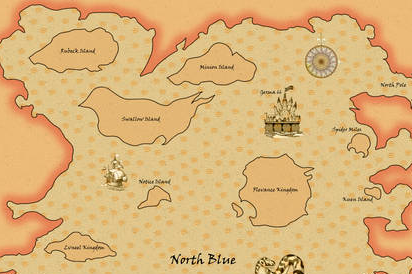 Rubeck Island
Minion Island
North Pole
Germa 66
Swallow Island
Spider Miles
Notice Island
Flevance Kingdom
Kuen Island
Lvneel Kingdom
North Blue